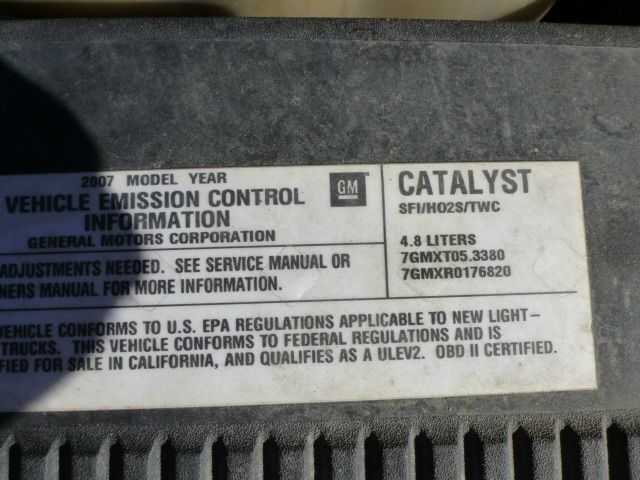 2007 MODEL YEAR
VEHICLE EMISSION CONTROL
INFORMATION
GENERAL MOTORS CORPORATION
GM
CATALYST
SFI/HO2S/TWC
4.8 LITERS
7GMXT05.3380
7GMXR0176820
ADJUSTMENTS NEEDED. SEE SERVICE MANUAL OR
NERS MANUAL FOR MORE INFORMATION.
VEHICLE CONFORMS TO U.S. EPA REGULATIONS APPLICABLE TO NEW LIGHT-
TRUCKS. THIS VEHICLE CONFORMS TO FEDERAL REGULATIONS AND IS
FIED FOR SALE IN CALIFORNIA, AND QUALIFIES AS A ULEV2. OBD II CERTIFIED.